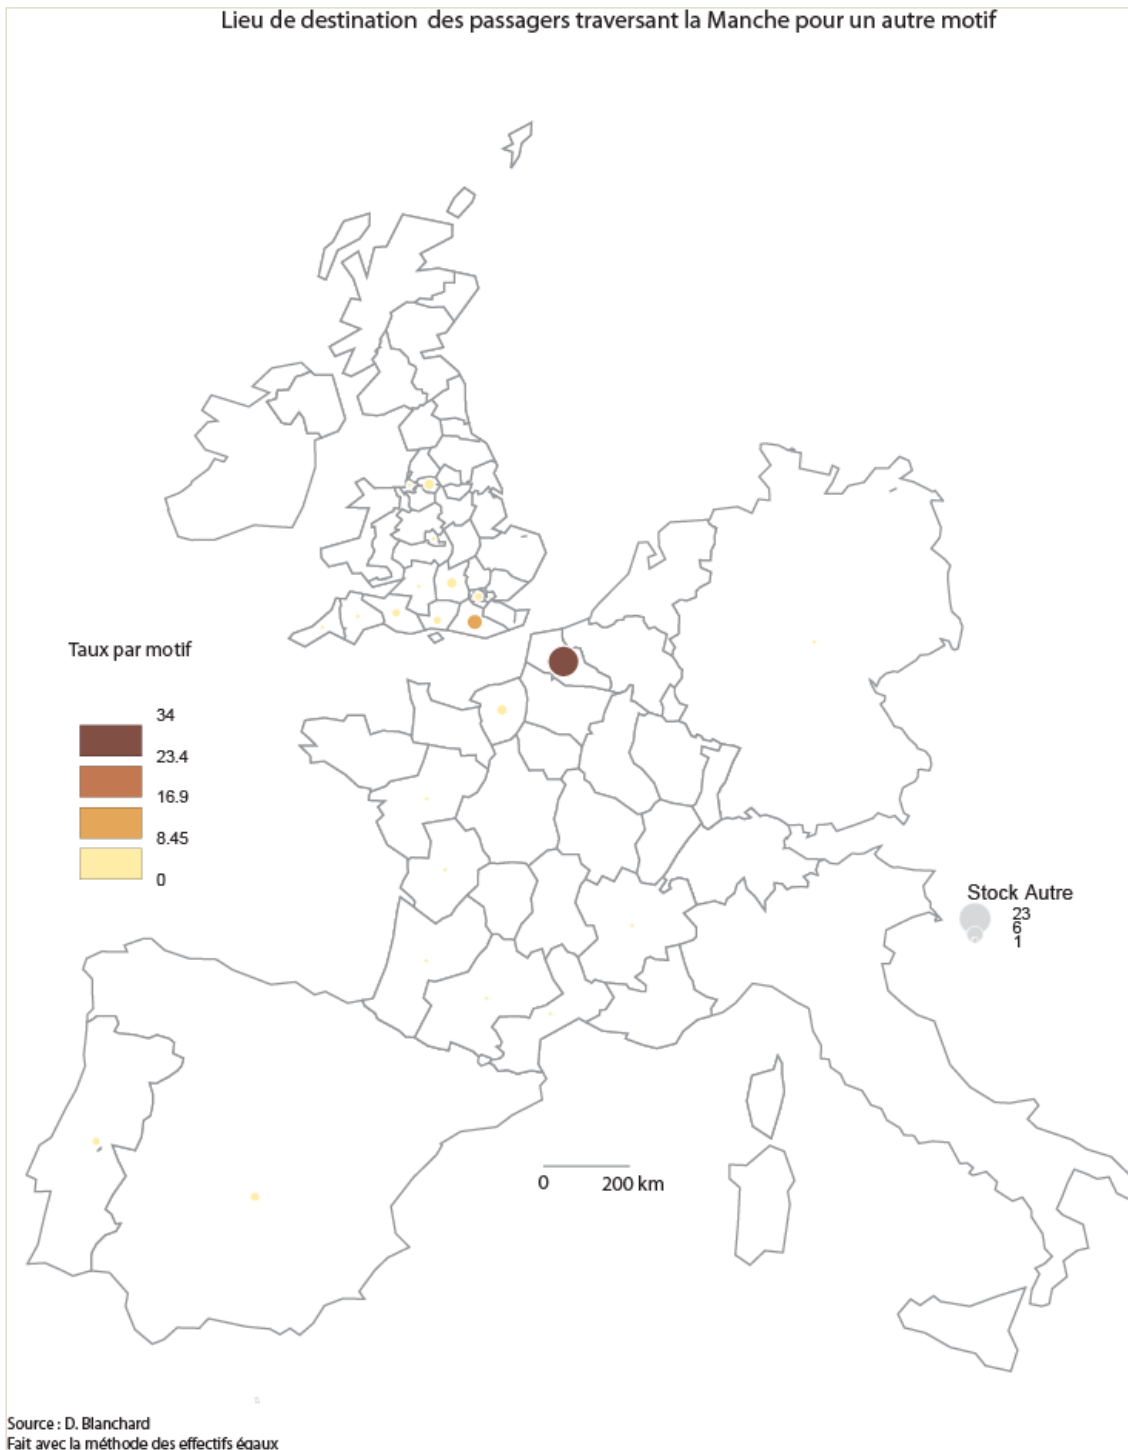 Lieu de destination  des passagers traversant la Manche pour un autre motif
Taux par motif
34
23.4
16.9
8.45
0
Stock Autre
23
6
1
0
200 km
Source : D. Blanchard
Fait avec la méthode des effectifs égaux